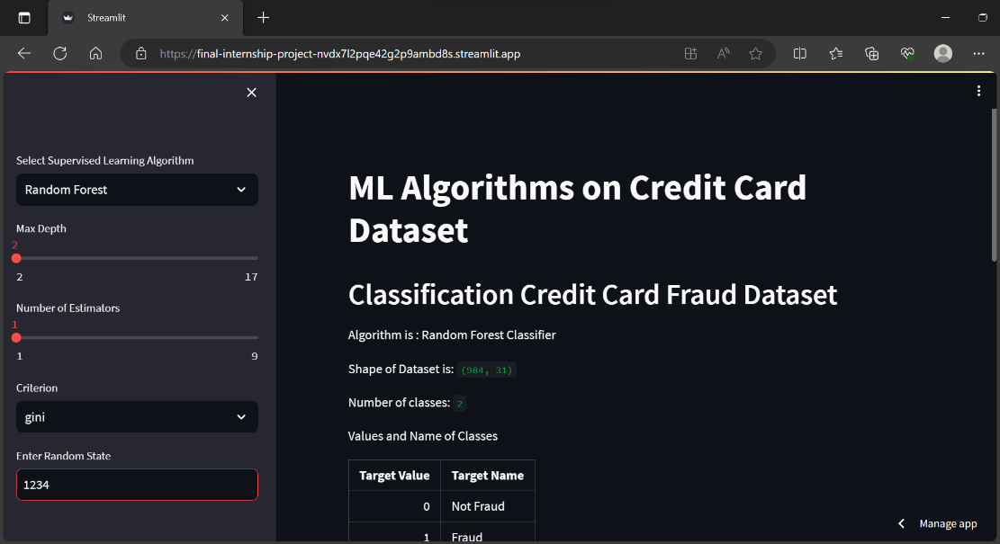 Streamlit
https://final-internship-project-nvdx7l2pqe42g2p9ambd8s.streamlit.app
Select Supervised Learning Algorithm
Random Forest
Max Depth
2
2 17
Number of Estimators
1
1 9
Criterion
gini
Enter Random State
1234
ML Algorithms on Credit Card
Dataset
Classification Credit Card Fraud Dataset
Algorithm is : Random Forest Classifier
Shape of Dataset is: (984, 31)
Number of classes: 2
Values and Name of Classes
Target Value Target Name
0 Not Fraud
1 Fraud
Manage app